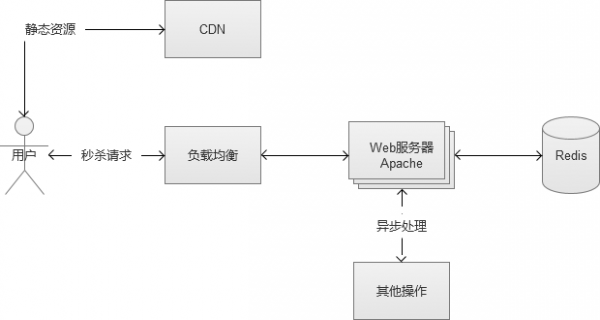 静态资源
CDN
用户
秒杀请求
负载均衡
Web服务器
Apache
Redis
异步处理
其他操作